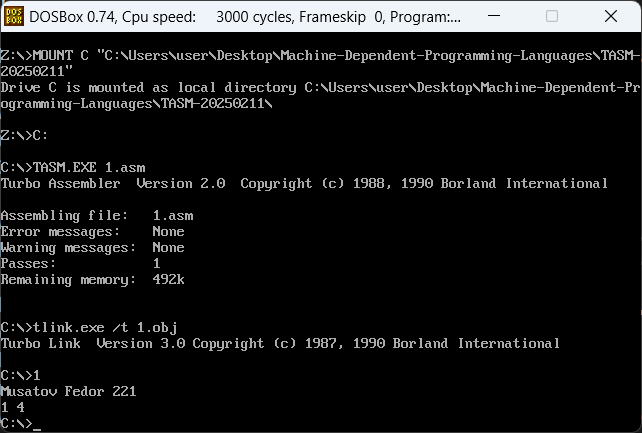 DOS
BOX
DOSBox 0.74, Cpu speed:    3000 cycles, Frameskip  0, Program:...
Z:\>MOUNT C "C:\Users\user\Desktop\Machine-Dependent-Programming-Languages\TASM-
20250211"
Drive C is mounted as local directory C:\Users\user\Desktop\Machine-Dependent-Pr
ogramming-Languages\TASM-20250211\
Z:\>C:
C:\>TASM.EXE 1.asm
Turbo Assembler  Version 2.0  Copyright (c) 1988, 1990 Borland International
Assembling file:   1.asm
Error messages:    None
Warning messages:  None
Passes:            1
Remaining memory:  492k
C:\>tlink.exe /t 1.obj
Turbo Link  Version 3.0 Copyright (c) 1987, 1990 Borland International
C:\>1
Musatov Fedor 221
1 4
C:\>_